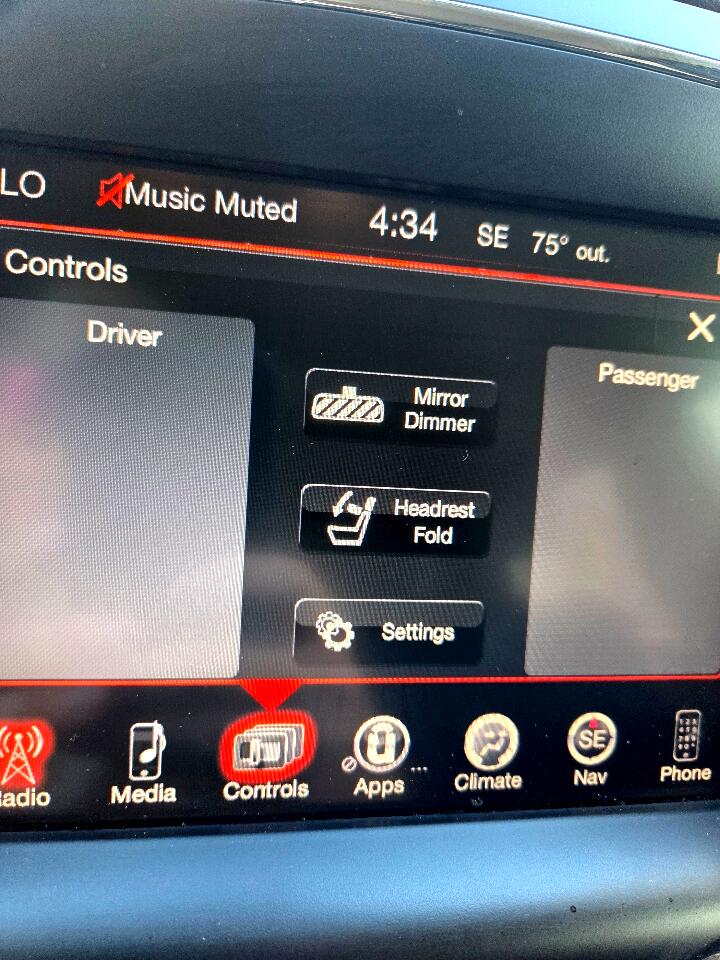 LO Music Muted 4:34 SE 75° out.
Controls
Driver
Passenger
Mirror
Dimmer
Headrest
Fold
Settings
adio Media Controls Apps... Climate SE Nav Phone